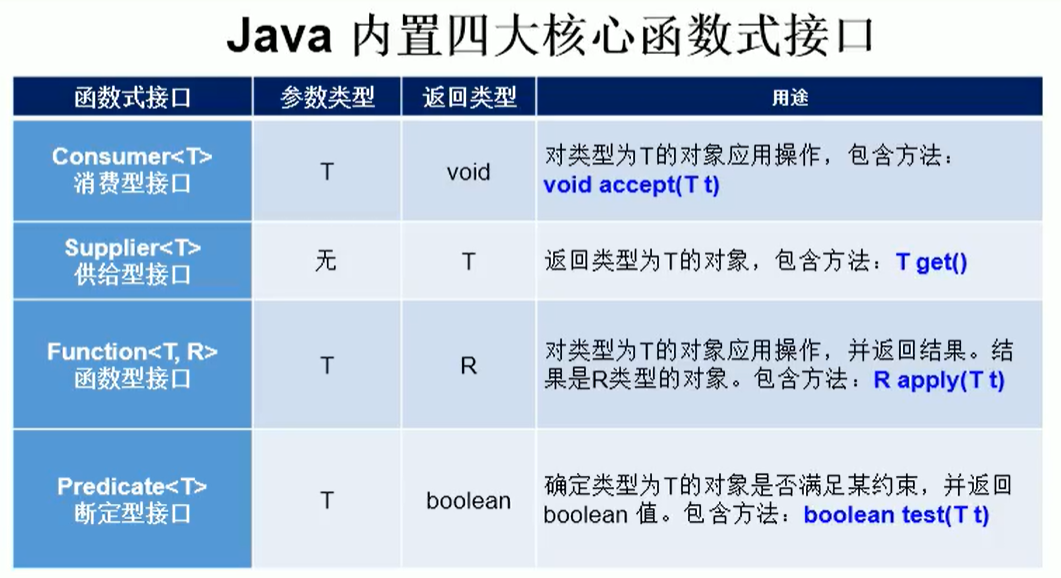 Java 内置四大核心函数式接口
函数式接口 参数类型 返回类型 用途
Consumer<T>
消费型接口
T
void
对类型为T的对象应用操作，包含方法：
void accept(T t)
Supplier<T>
供给型接口
无
T
返回类型为T的对象，包含方法：T get()
Function<T, R>
函数型接口
T
R
对类型为T的对象应用操作，并返回结果。结
果是R类型的对象。包含方法：R apply(T t)
Predicate<T>
断定型接口
T
boolean
确定类型为T的对象是否满足某约束，并返回
boolean 值。包含方法：boolean test(T t)